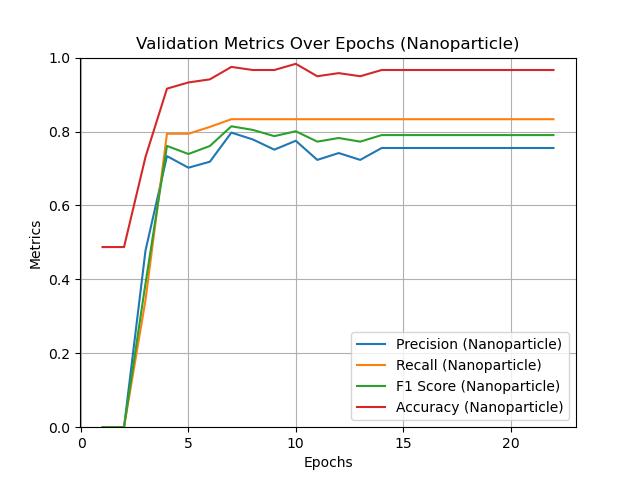 Validation Metrics Over Epochs (Nanoparticle)
1.0
0.8
0.6
0.4
0.2
0.0
Metrics
0 5 10 15 20
Epochs
Precision (Nanoparticle)
Recall (Nanoparticle)
F1 Score (Nanoparticle)
Accuracy (Nanoparticle)